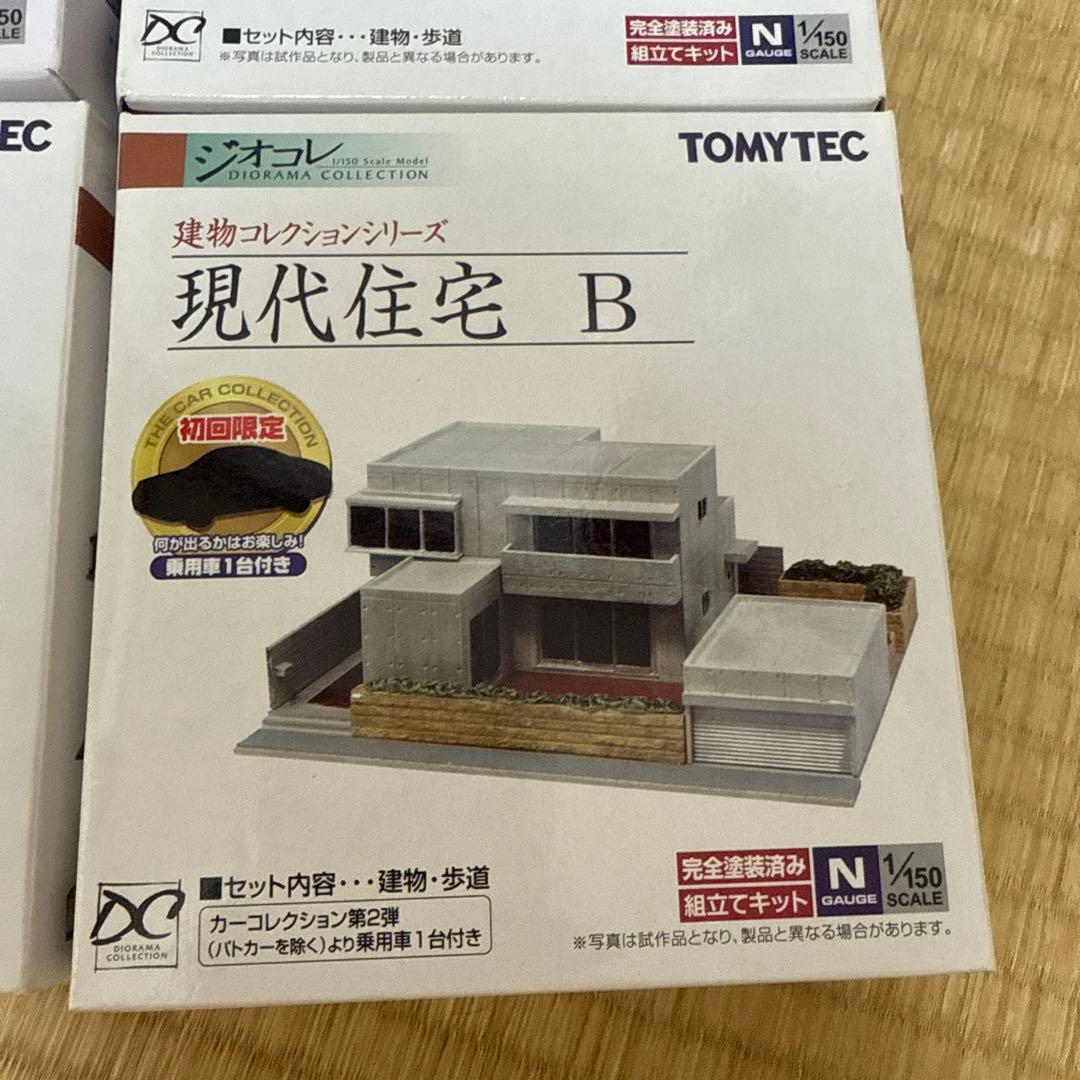 50
LE
DC
DIORAMA
COLLECTION
■セット内容・・・建物・歩道
※写真は試作品となり、製品と異なる場合があります。
完全塗装済み
組立てキット
N
GAUGE
1/150
SCALE
EC
ジオコレ
1/150 Scale Model
DIORAMA COLLECTION
TOMYTEC
建物コレクションシリーズ
現代住宅 B
THE CAR COLLECTION
初回限定
何が出るかはお楽しみ!
乗用車1台付き
DC
DIORAMA
COLLECTION
■セット内容・・・建物・歩道
カーコレクション第2弾
(パトカーを除く)より乗用車1台付き
完全塗装済み
組立てキット
N
GAUGE
1/150
SCALE
※写真は試作品となり、製品と異なる場合があります。